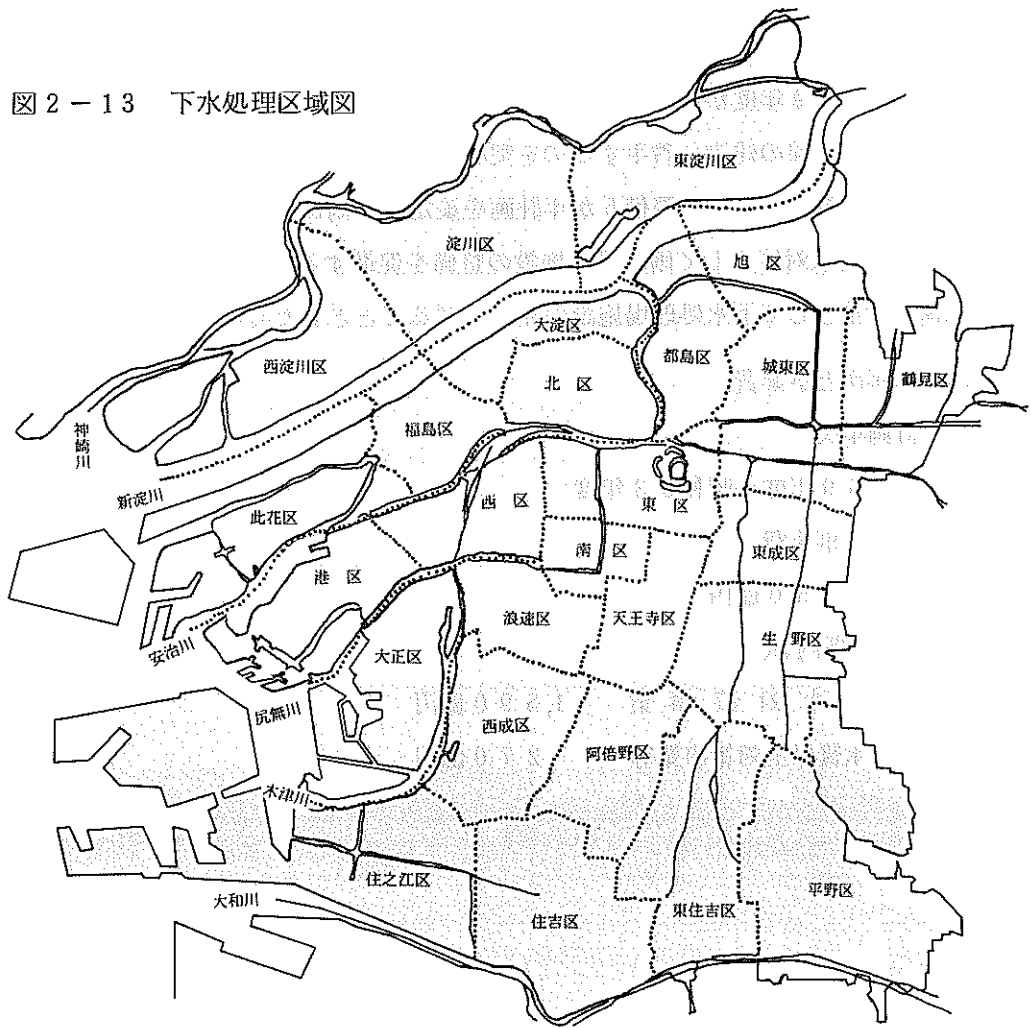 図2-13 下水処理区域図
東淀川区
淀川区
旭区
大淀区
西淀川区
都島区
城東区
北区
鶴見区
福島区
神崎川
新淀川
此花区
西区
東区
港区
南区
東成区
浪速区
天王寺区
生野区
安治川
大正区
尻無川
西成区
阿倍野区
木津川
住之江区
大和川
住吉区
東住吉区
平野区